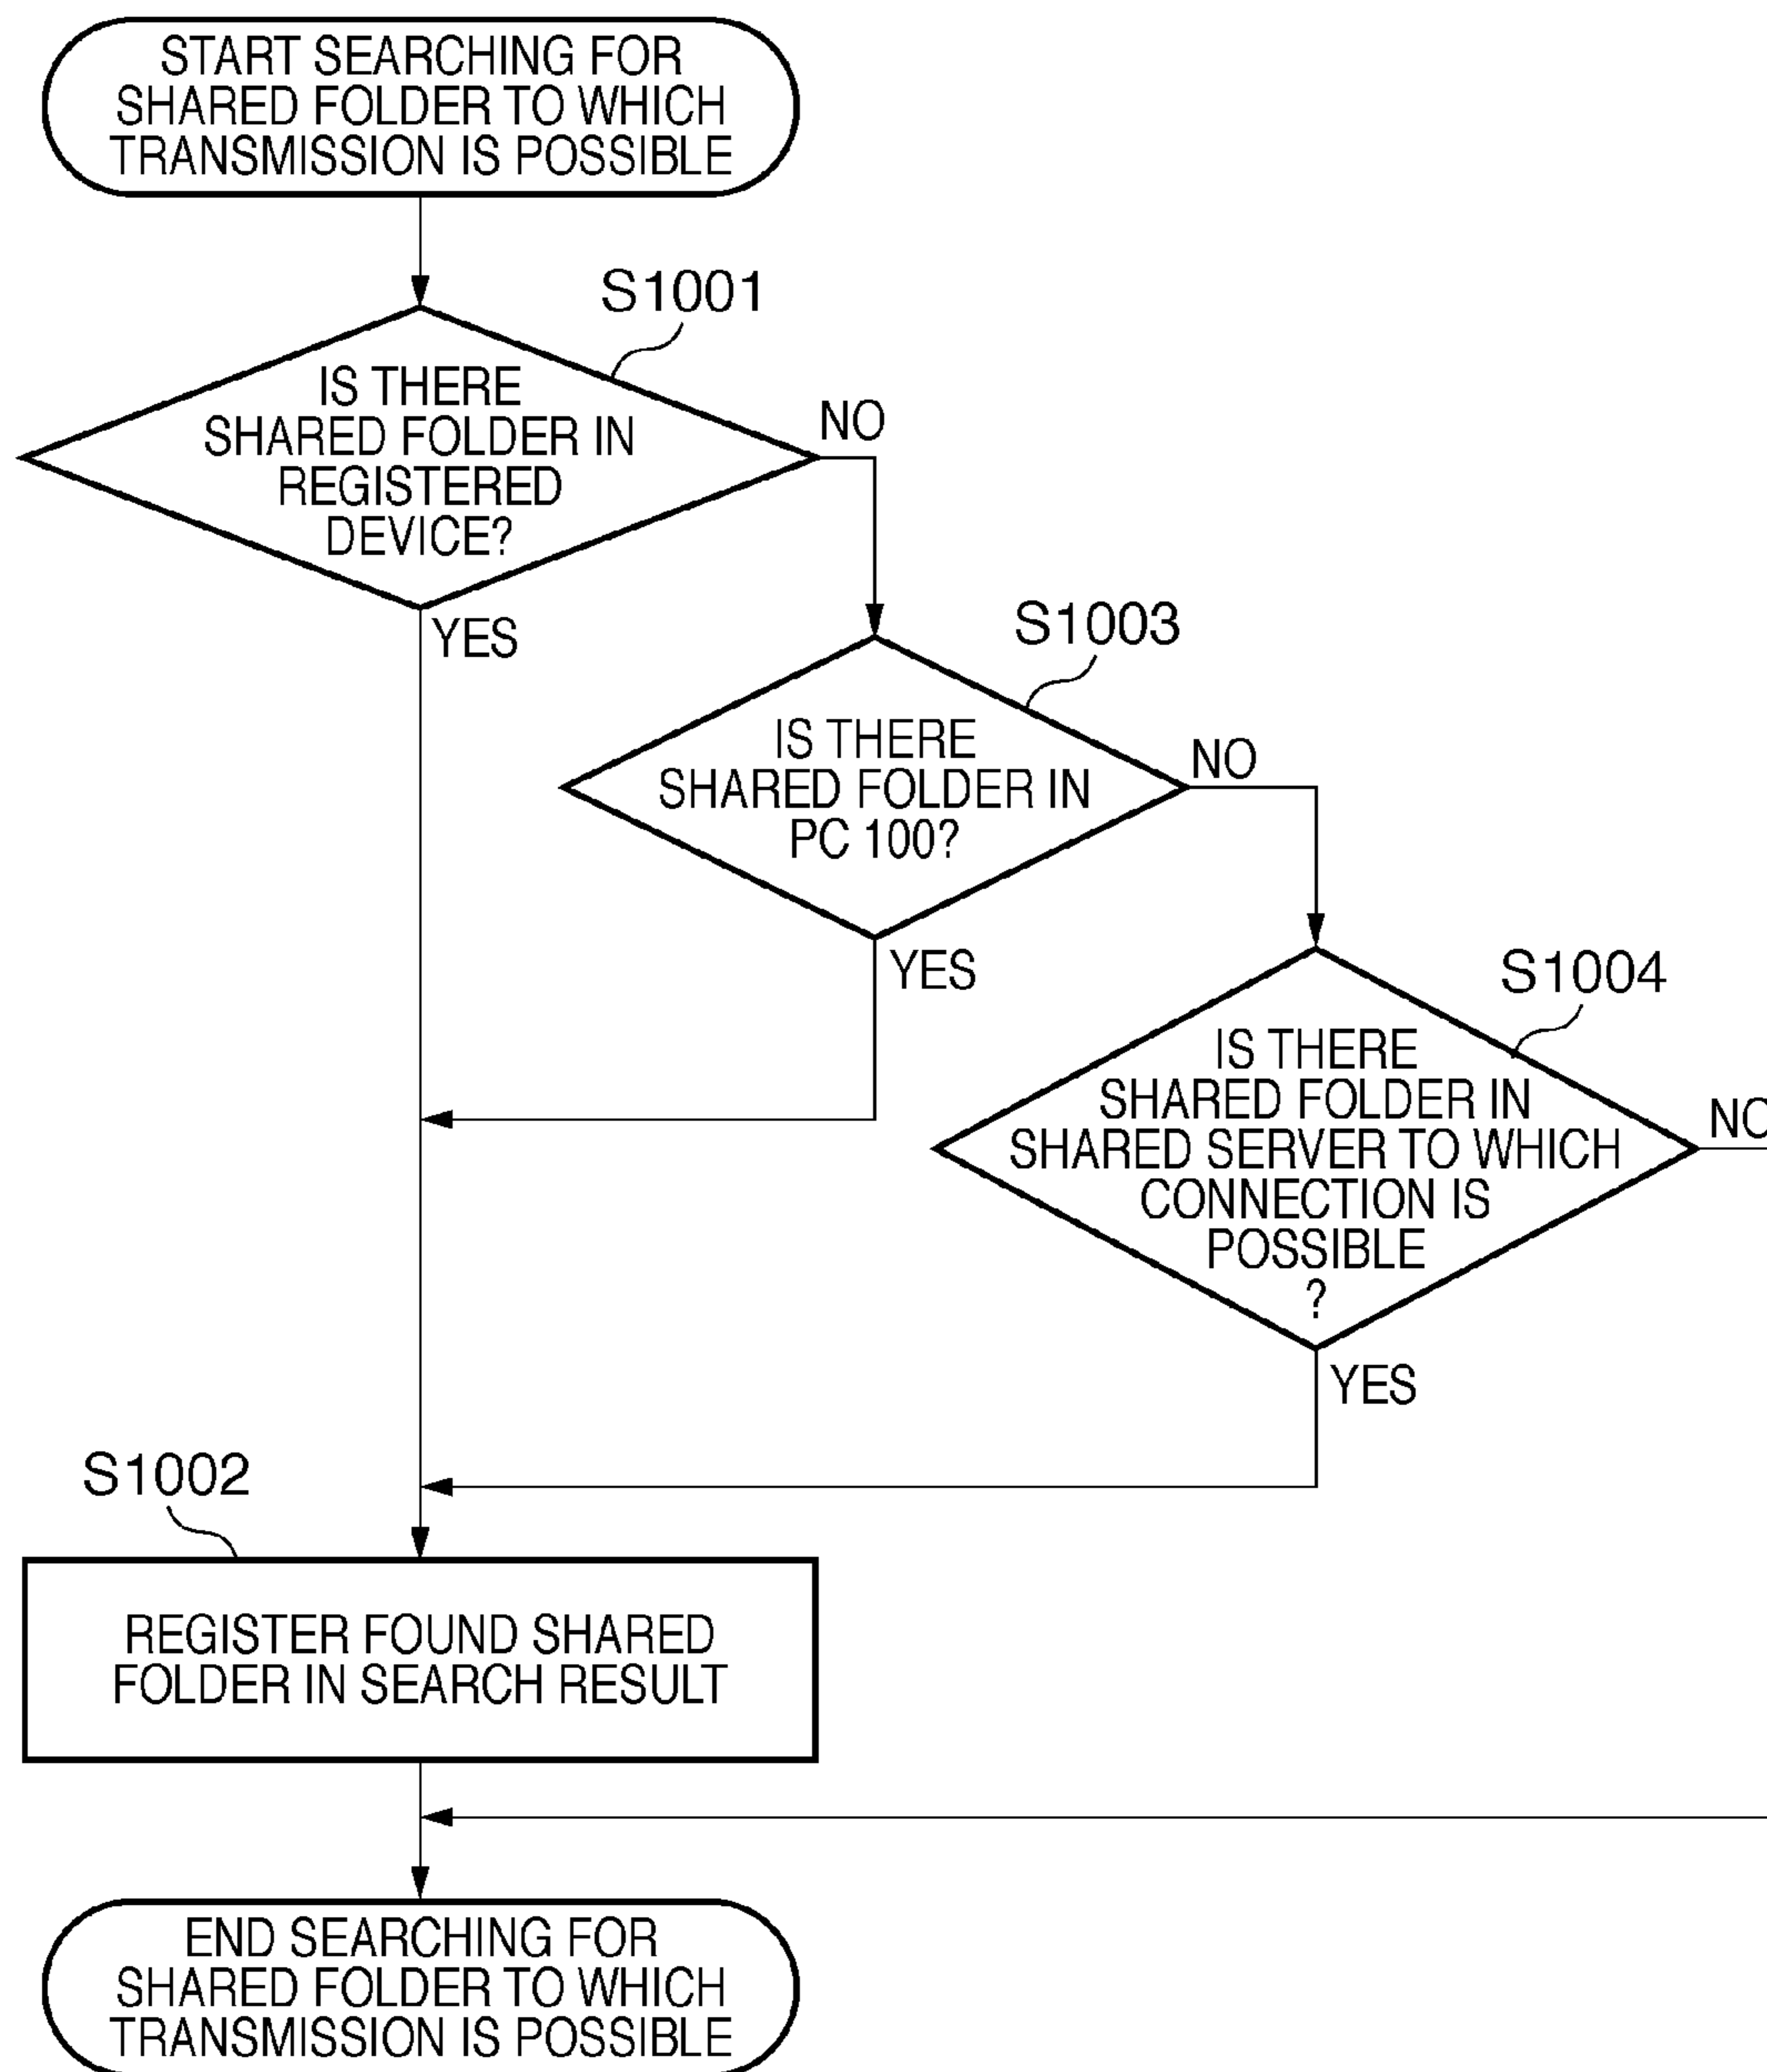 START SEARCHING FOR
SHARED FOLDER TO WHICH
TRANSMISSION IS POSSIBLE
S1001
IS THERE
SHARED FOLDER IN
REGISTERED
DEVICE?
NO
YES
S1003
IS THERE
SHARED FOLDER IN
PC 100?
NO
YES
S1004
IS THERE
SHARED FOLDER IN
SHARED SERVER TO WHICH
CONNECTION IS
POSSIBLE
?
NO
YES
S1002
REGISTER FOUND SHARED
FOLDER IN SEARCH RESULT
END SEARCHING FOR
SHARED FOLDER TO WHICH
TRANSMISSION IS POSSIBLE